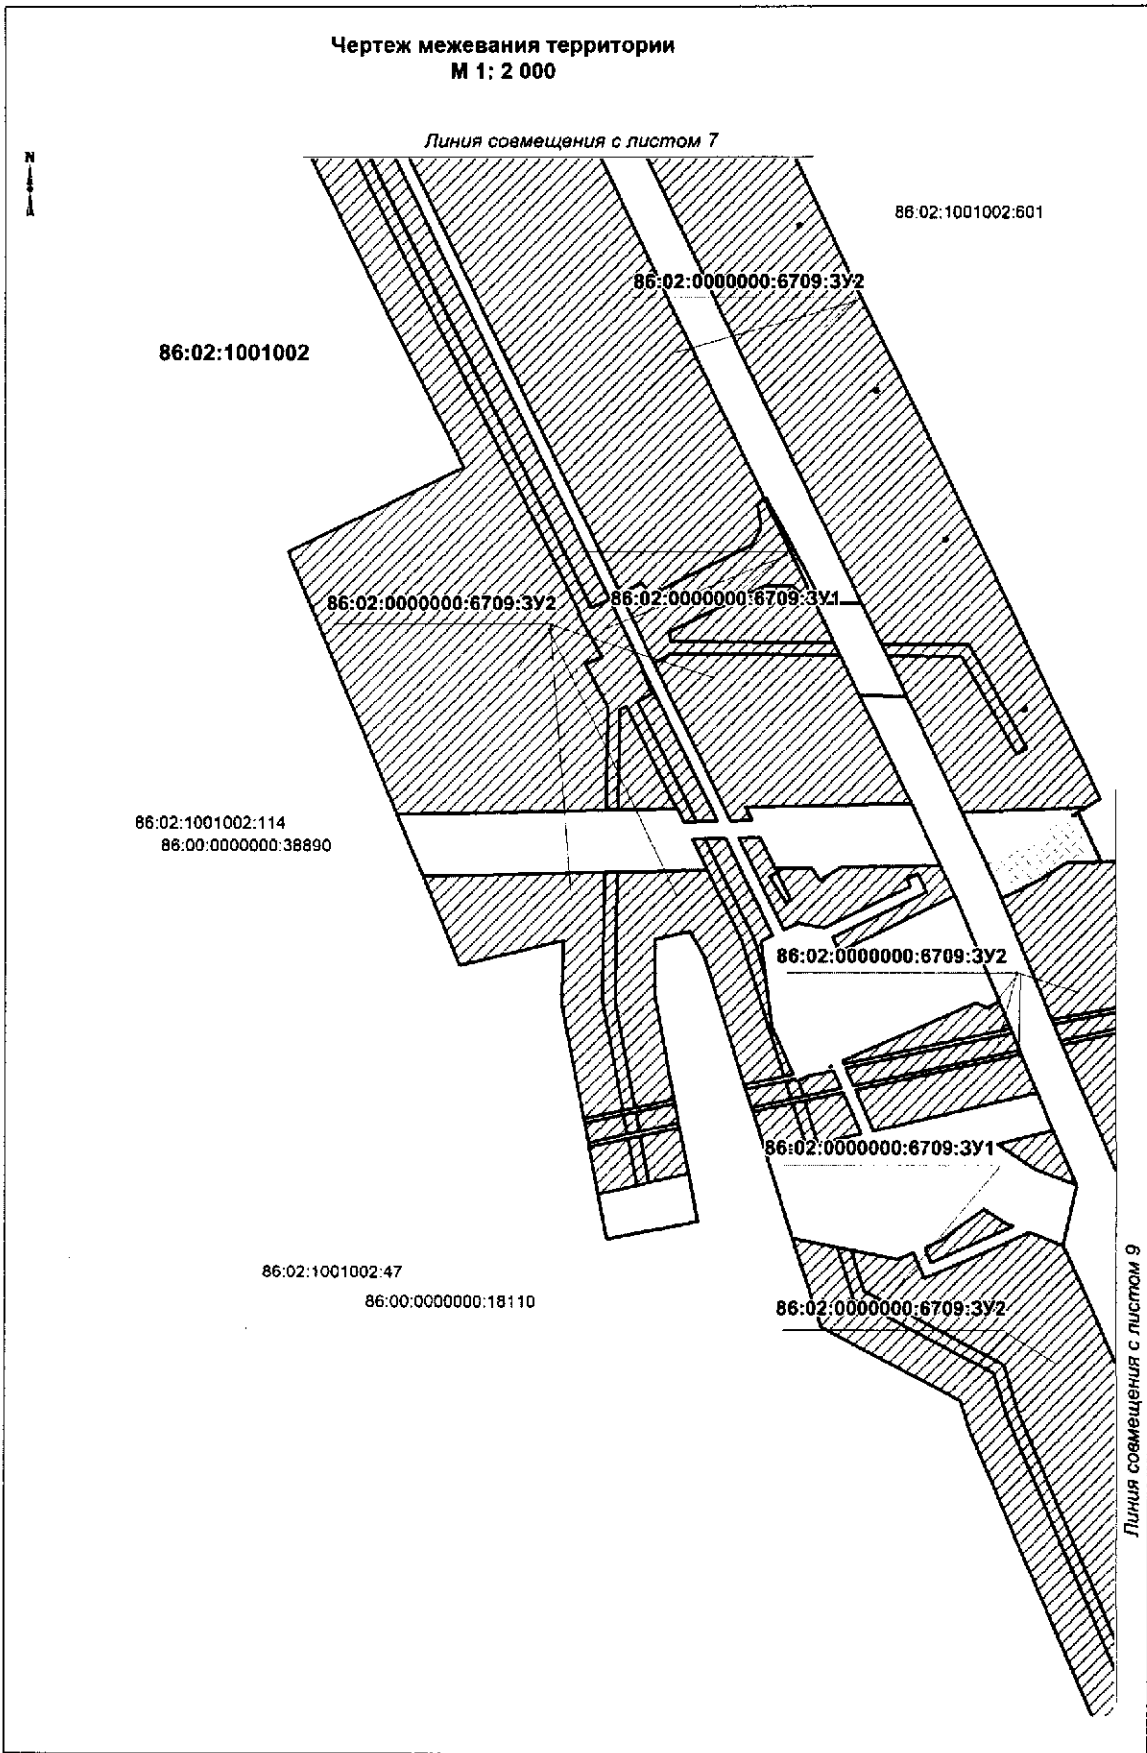 Чертеж межевания территории
М 1: 2 000
Линия совмещения с листом 7
N
86:02:1001002:601
86:02:0000000:6709:ЗУ2
86:02:1001002
86:02:0000000:6709:ЗУ2
86:02:0000000:6709:ЗУ1
86:02:1001002:114
86:00:0000000:38890
86:02:0000000:6709:ЗУ2
86:02:0000000:6709:ЗУ1
86:02:1001002:47
86:00:0000000:18110
86:02:0000000:6709:ЗУ2
Линия совмещения с листом 9